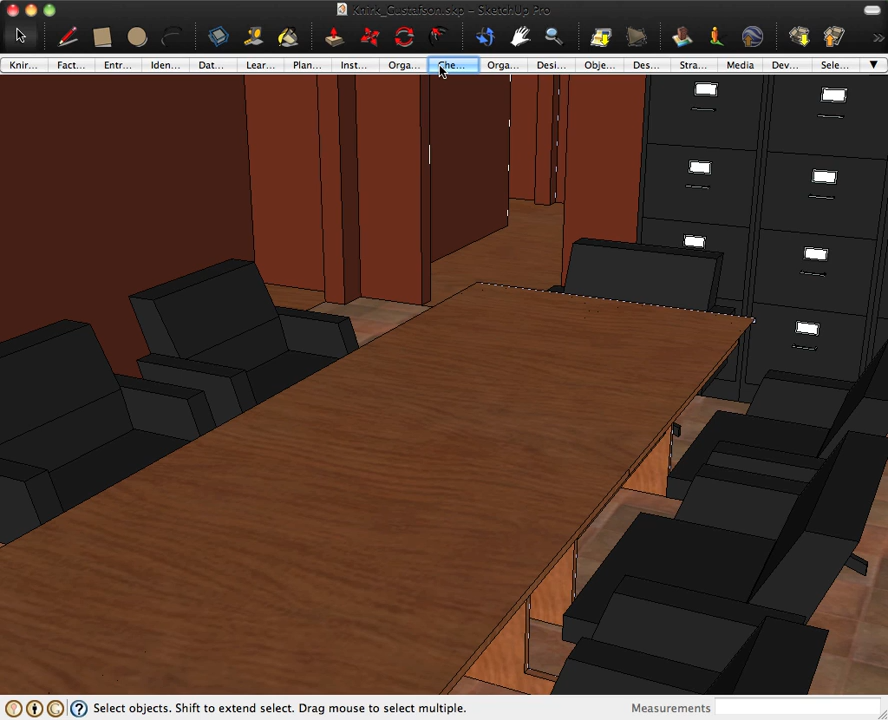 Knirk_Gustafson.skp – SketchUp Pro
Knir... Fact... Entr... Iden... Dat... Lear... Plan... Inst... Orga... Che... Orga... Desi... Obje... Des... Stra... Media Dev... Sele...
Select objects. Shift to extend select. Drag mouse to select multiple. Measurements